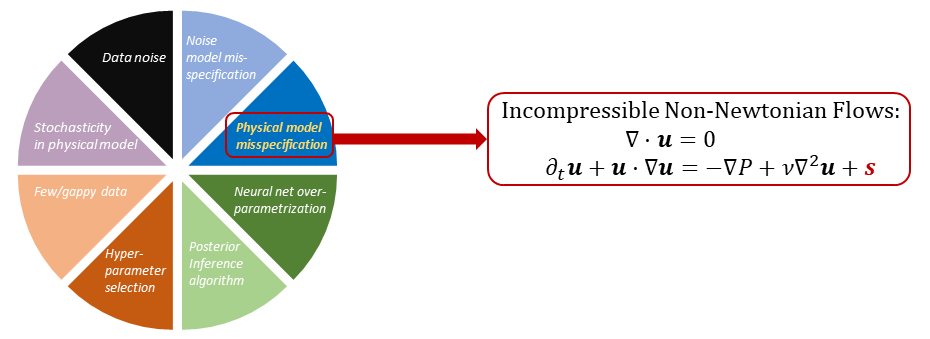 Data noise
Noise
model mis-
specification
Physical model
misspecification
Neural net over-
parametrization
Posterior
Inference
algorithm
Hyper-
parameter
selection
Few/gappy data
Stochasticity
in physical model
Incompressible Non-Newtonian Flows:
∇ · u = 0
∂ₜu + u · ∇u = −∇P + ν∇²u + s